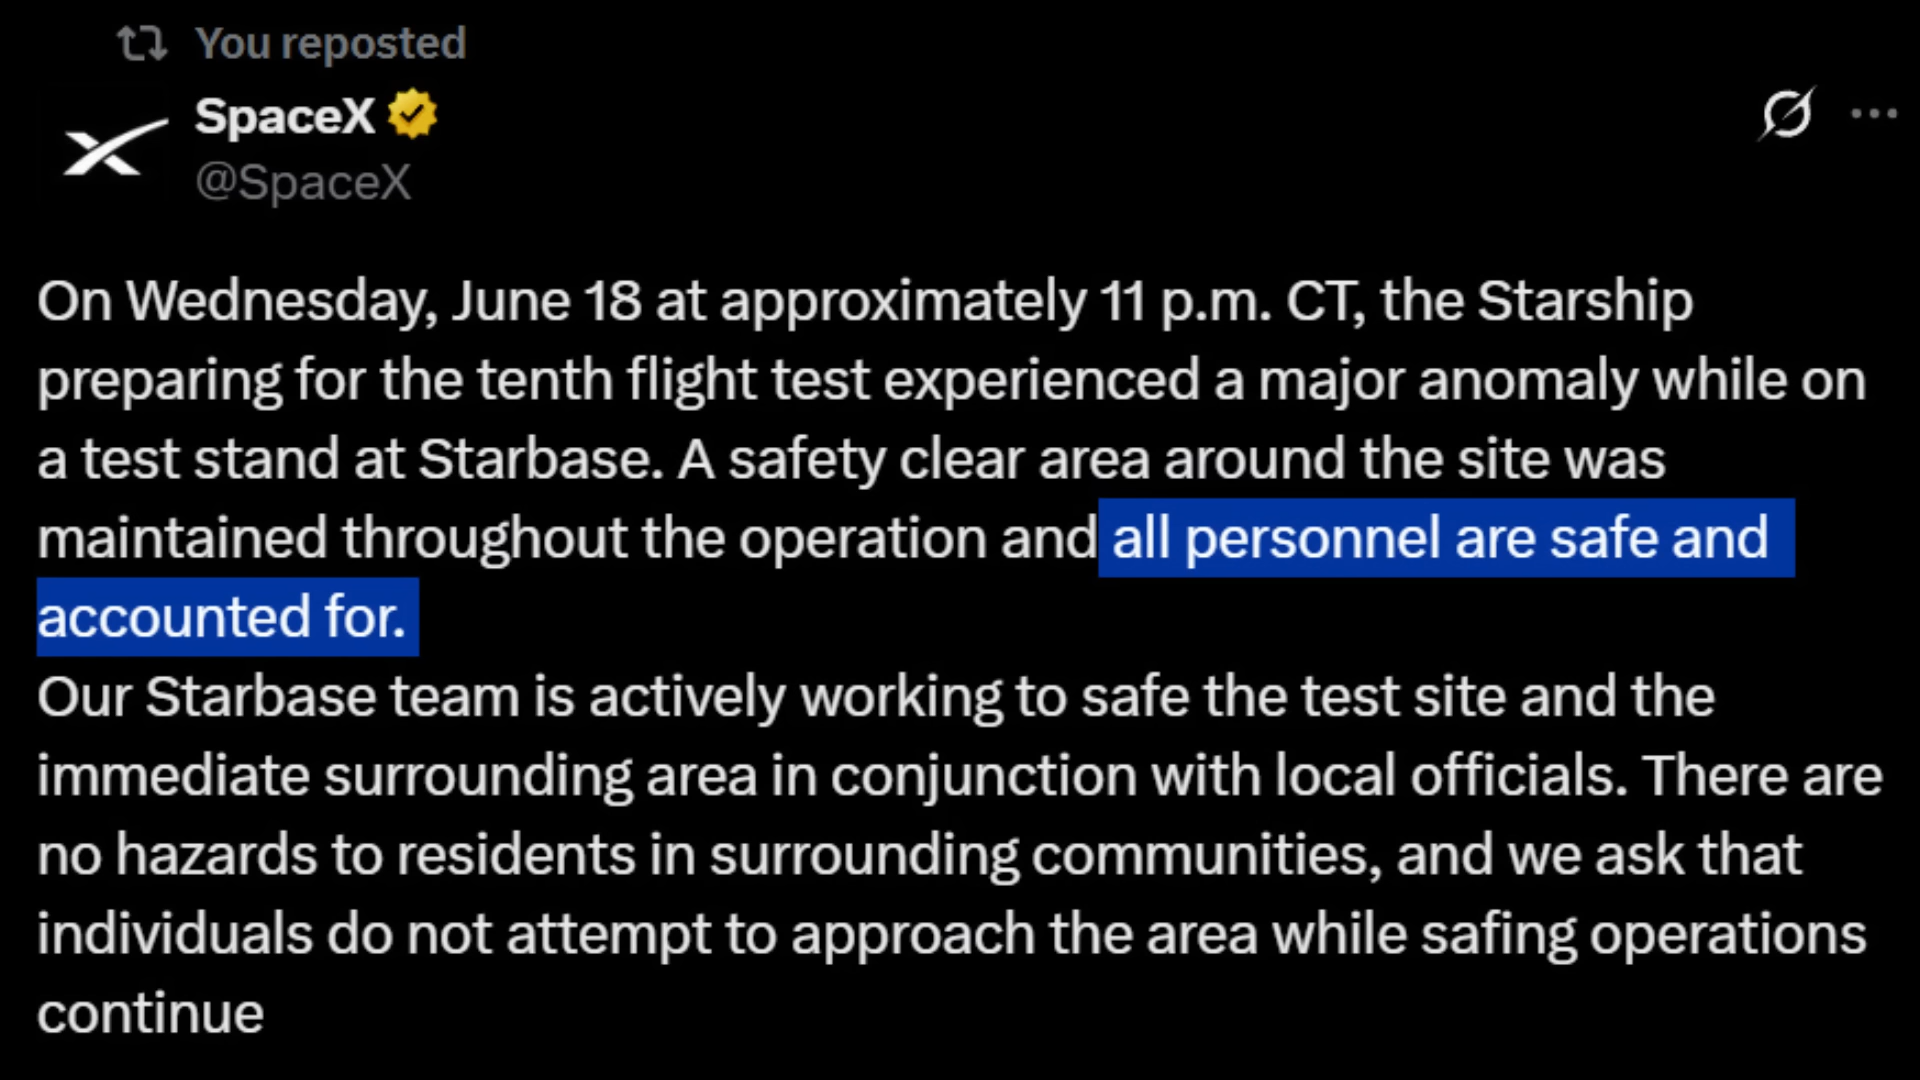 You reposted
SpaceX
@SpaceX
On Wednesday, June 18 at approximately 11 p.m. CT, the Starship
preparing for the tenth flight test experienced a major anomaly while on
a test stand at Starbase. A safety clear area around the site was
maintained throughout the operation and all personnel are safe and
accounted for.
Our Starbase team is actively working to safe the test site and the
immediate surrounding area in conjunction with local officials. There are
no hazards to residents in surrounding communities, and we ask that
individuals do not attempt to approach the area while safing operations
continue